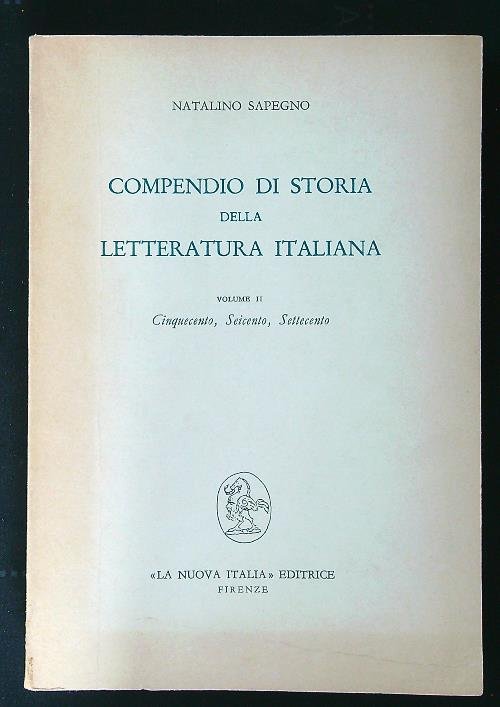 NATALINO SAPEGNO
COMPENDIO DI STORIA
DELLA
LETTERATURA ITALIANA
VOLUME II
Cinquecento, Seicento, Settecento
«LA NUOVA ITALIA» EDITRICE
FIRENZE